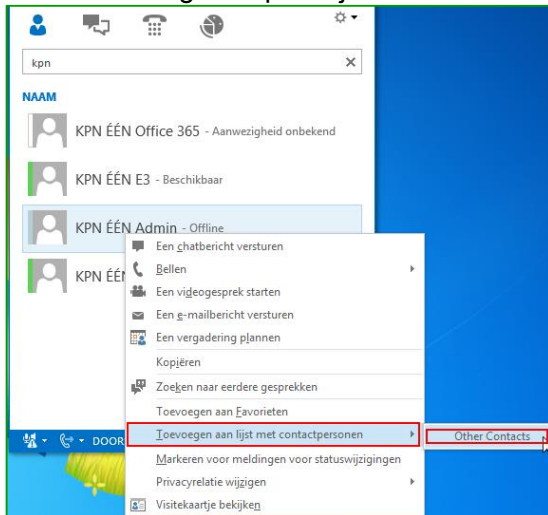 kpn
NAAM
KPN ÉÉN Office 365 - Aanwezigheid onbekend
KPN ÉÉN E3 - Beschikbaar
KPN ÉÉN Admin - Offline
KPN ÉÉN
Een chatbericht versturen
Bellen
Een videogesprek starten
Een e-mailbericht versturen
Een vergadering plannen
Kopiëren
Zoeken naar eerdere gesprekken
Toevoegen aan Favorieten
Toevoegen aan lijst met contactpersonen
Other Contacts
DOOR
Markeren voor meldingen voor statuswijzigingen
Privacyrelatie wijzigen
Visitekaartje bekijken